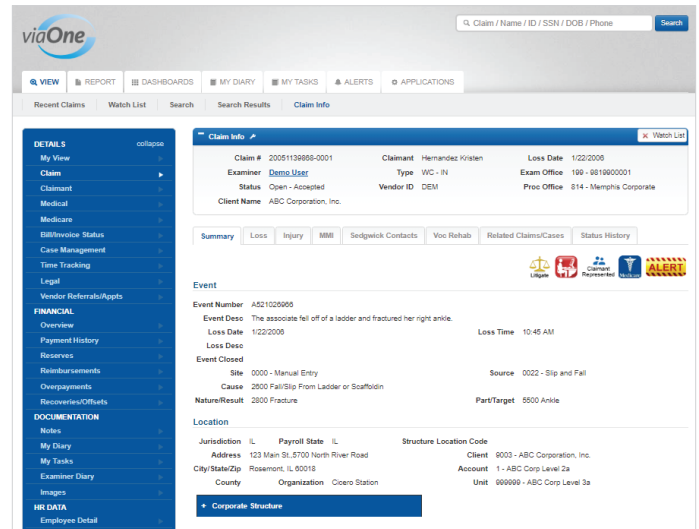 viaOne
Claim / Name / ID / SSN / DOB / Phone Search
VIEW REPORT DASHBOARDS MY DIARY MY TASKS ALERTS APPLICATIONS
Recent Claims Watch List Search Search Results Claim Info
DETAILS collapse
My View
Claim
Claimant
Medical
Medicare
Bill/Invoice Status
Case Management
Time Tracking
Legal
Vendor Referrals/Appts
FINANCIAL
Overview
Payment History
Reserves
Reimbursements
Overpayments
Recoveries/Offsets
DOCUMENTATION
Notes
My Diary
My Tasks
Examiner Diary
Images
HR DATA
Employee Detail
Claim Info Watch List
Claim # 20051139868-0001 Claimant Hernandez Kristen Loss Date 1/22/2006
Examiner Demo User Type WC - IN Exam Office 199 - 9819900001
Status Open - Accepted Vendor ID DEM Proc Office 814 - Memphis Corporate
Client Name ABC Corporation, Inc.
Summary Loss Injury MMI Sedgwick Contacts Voc Rehab Related Claims/Cases Status History
Litigate Claimant Represented Medicare ALERT
Event
Event Number A521026966
Event Desc The associate fell off of a ladder and fractured her right ankle.
Loss Date 1/22/2006 Loss Time 10:45 AM
Loss Desc
Event Closed
Site 0000 - Manual Entry Source 0022 - Slip and Fall
Cause 2600 Fall/Slip From Ladder or Scaffoldin
Nature/Result 2800 Fracture Part/Target 5500 Ankle
Location
Jurisdiction IL Payroll State IL Structure Location Code
Address 123 Main St.,5700 North River Road Client 9003 - ABC Corporation, Inc.
City/State/Zip Rosemont, IL 60018 Account 1 - ABC Corp Level 2a
County Organization Cicero Station Unit 999999 - ABC Corp Level 3a
+ Corporate Structure